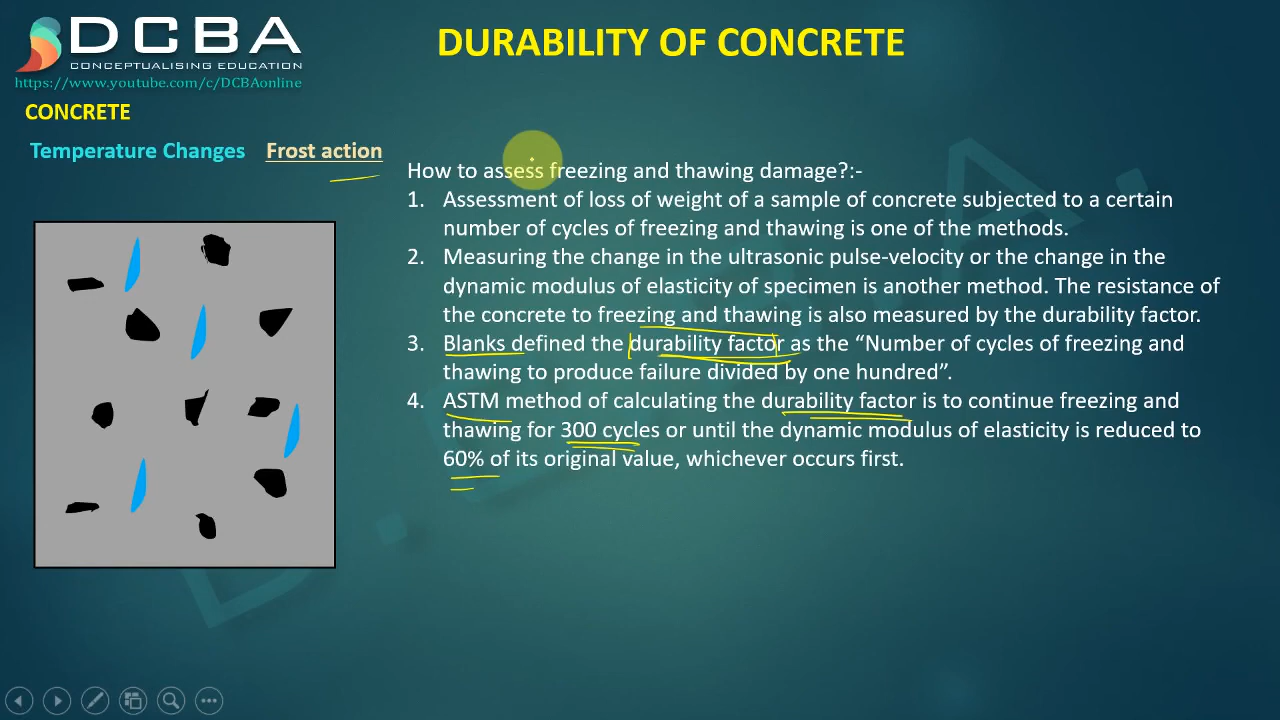 DCBA
CONCEPTUALISING EDUCATION
https://www.youtube.com/c/DCBAonline
DURABILITY OF CONCRETE
CONCRETE
Temperature Changes Frost action
How to assess freezing and thawing damage?:-
1. Assessment of loss of weight of a sample of concrete subjected to a certain
number of cycles of freezing and thawing is one of the methods.
2. Measuring the change in the ultrasonic pulse-velocity or the change in the
dynamic modulus of elasticity of specimen is another method. The resistance of
the concrete to freezing and thawing is also measured by the durability factor.
3. Blanks defined the durability factor as the “Number of cycles of freezing and
thawing to produce failure divided by one hundred”.
4. ASTM method of calculating the durability factor is to continue freezing and
thawing for 300 cycles or until the dynamic modulus of elasticity is reduced to
60% of its original value, whichever occurs first.